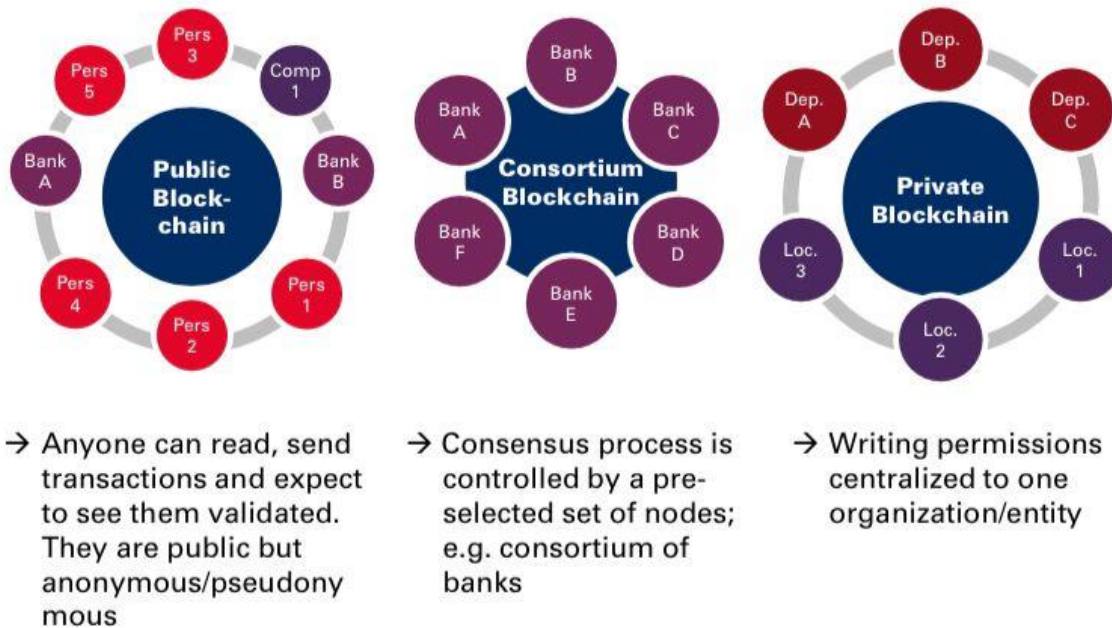 Pers
3
Pers
5
Comp
1
Bank
A
Public
Block-
chain
Bank
B
Pers
4
Pers
1
Pers
2
Bank
B
Bank
A
Bank
C
Consortium
Blockchain
Bank
F
Bank
D
Bank
E
Dep.
B
Dep.
A
Dep.
C
Private
Blockchain
Loc.
3
Loc.
1
Loc.
2
→ Anyone can read, send
transactions and expect
to see them validated.
They are public but
anonymous/pseudony
mous
→ Consensus process is
controlled by a pre-
selected set of nodes;
e.g. consortium of
banks
→ Writing permissions
centralized to one
organization/entity